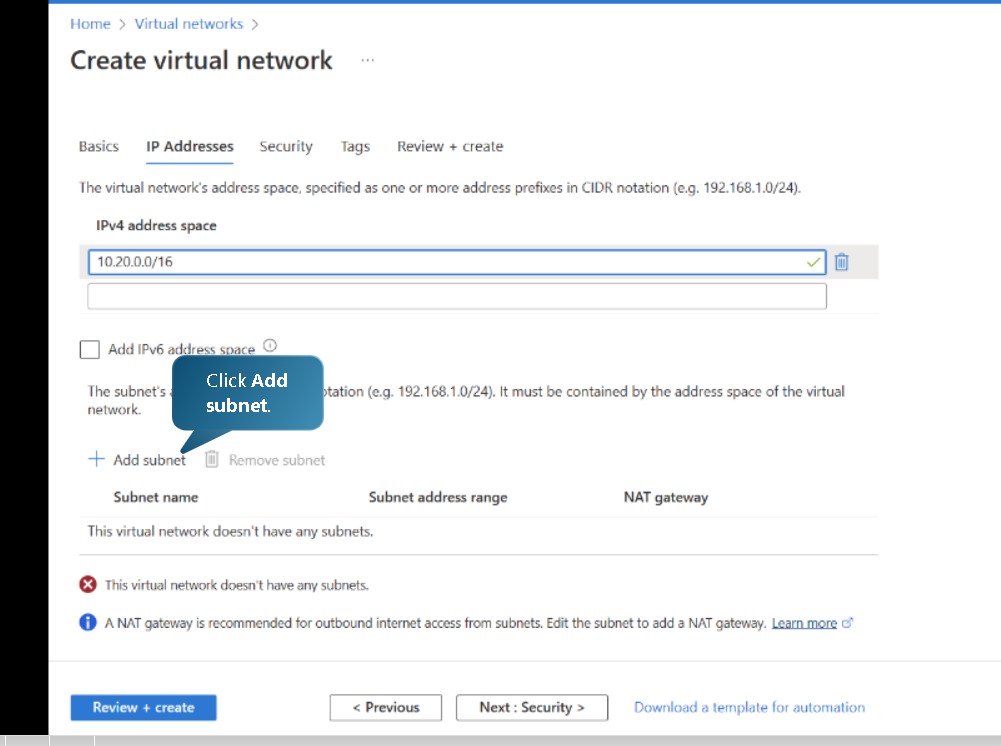 Home > Virtual networks >
Create virtual network ...
Basics IP Addresses Security Tags Review + create
The virtual network's address space, specified as one or more address prefixes in CIDR notation (e.g. 192.168.1.0/24).
IPv4 address space
10.20.0.0/16
Add IPv6 address space
Click Add
subnet.
The subnet's otation (e.g. 192.168.1.0/24). It must be contained by the address space of the virtual
network.
+ Add subnet Remove subnet
Subnet name Subnet address range NAT gateway
This virtual network doesn't have any subnets.
This virtual network doesn't have any subnets.
A NAT gateway is recommended for outbound internet access from subnets. Edit the subnet to add a NAT gateway. Learn more
Review + create < Previous Next : Security > Download a template for automation